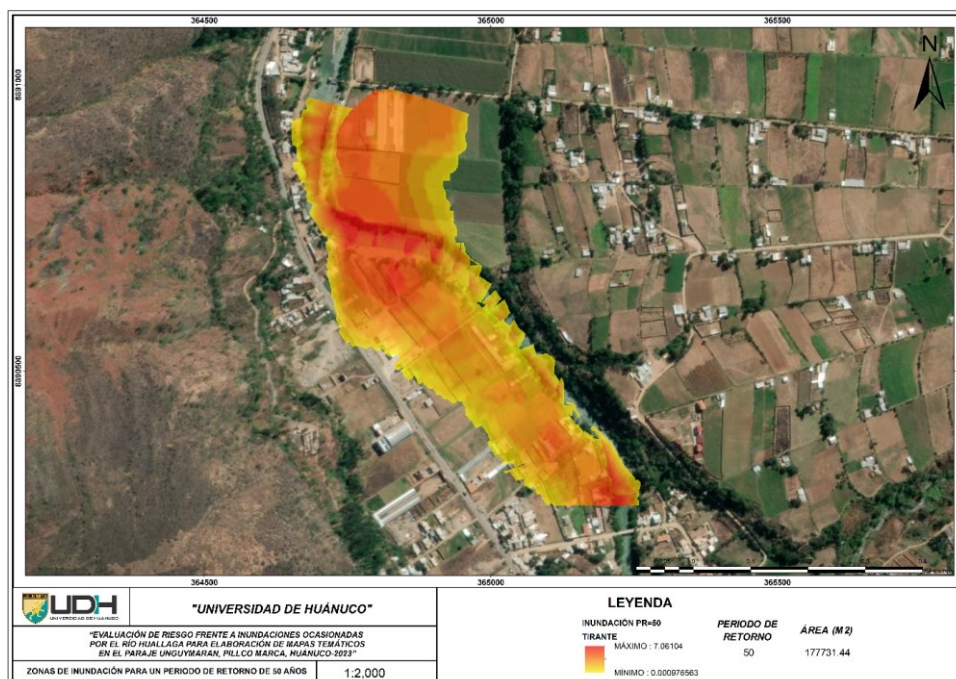 364500 365000 365500
8891000
8890500
N
364500 365000 365500
UDH
UNIVERSIDAD DE HUANUCO
"UNIVERSIDAD DE HUÁNUCO"
"EVALUACIÓN DE RIESGO FRENTE A INUNDACIONES OCASIONADAS
POR EL RÍO HUALLAGA PARA ELABORACIÓN DE MAPAS TEMÁTICOS
EN EL PARAJE UNGUYMARAN, PILLCO MARCA, HUÁNUCO-2023"
ZONAS DE INUNDACIÓN PARA UN PERIODO DE RETORNO DE 50 AÑOS
1:2,000
LEYENDA
INUNDACIÓN PR=50
TIRANTE
MÁXIMO : 7.06104
MÍNIMO : 0.000976563
PERIODO DE
RETORNO
50
ÁREA (M2)
177731.44